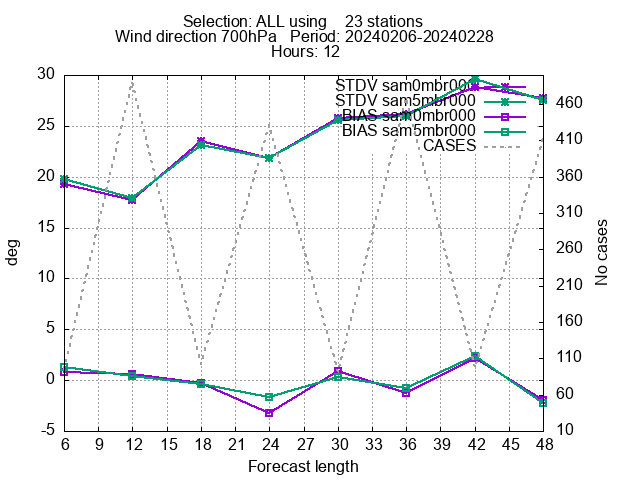 Selection: ALL using 23 stations
Wind direction 700hPa Period: 20240206-20240228
Hours: 12
STDV sam0mbr000
STDV sam5mbr000
BIAS sam0mbr000
BIAS sam5mbr000
CASES
deg
30
25
20
15
10
5
0
-5
No cases
460
410
360
310
260
210
160
110
60
10
6 9 12 15 18 21 24 27 30 33 36 39 42 45 48
Forecast length